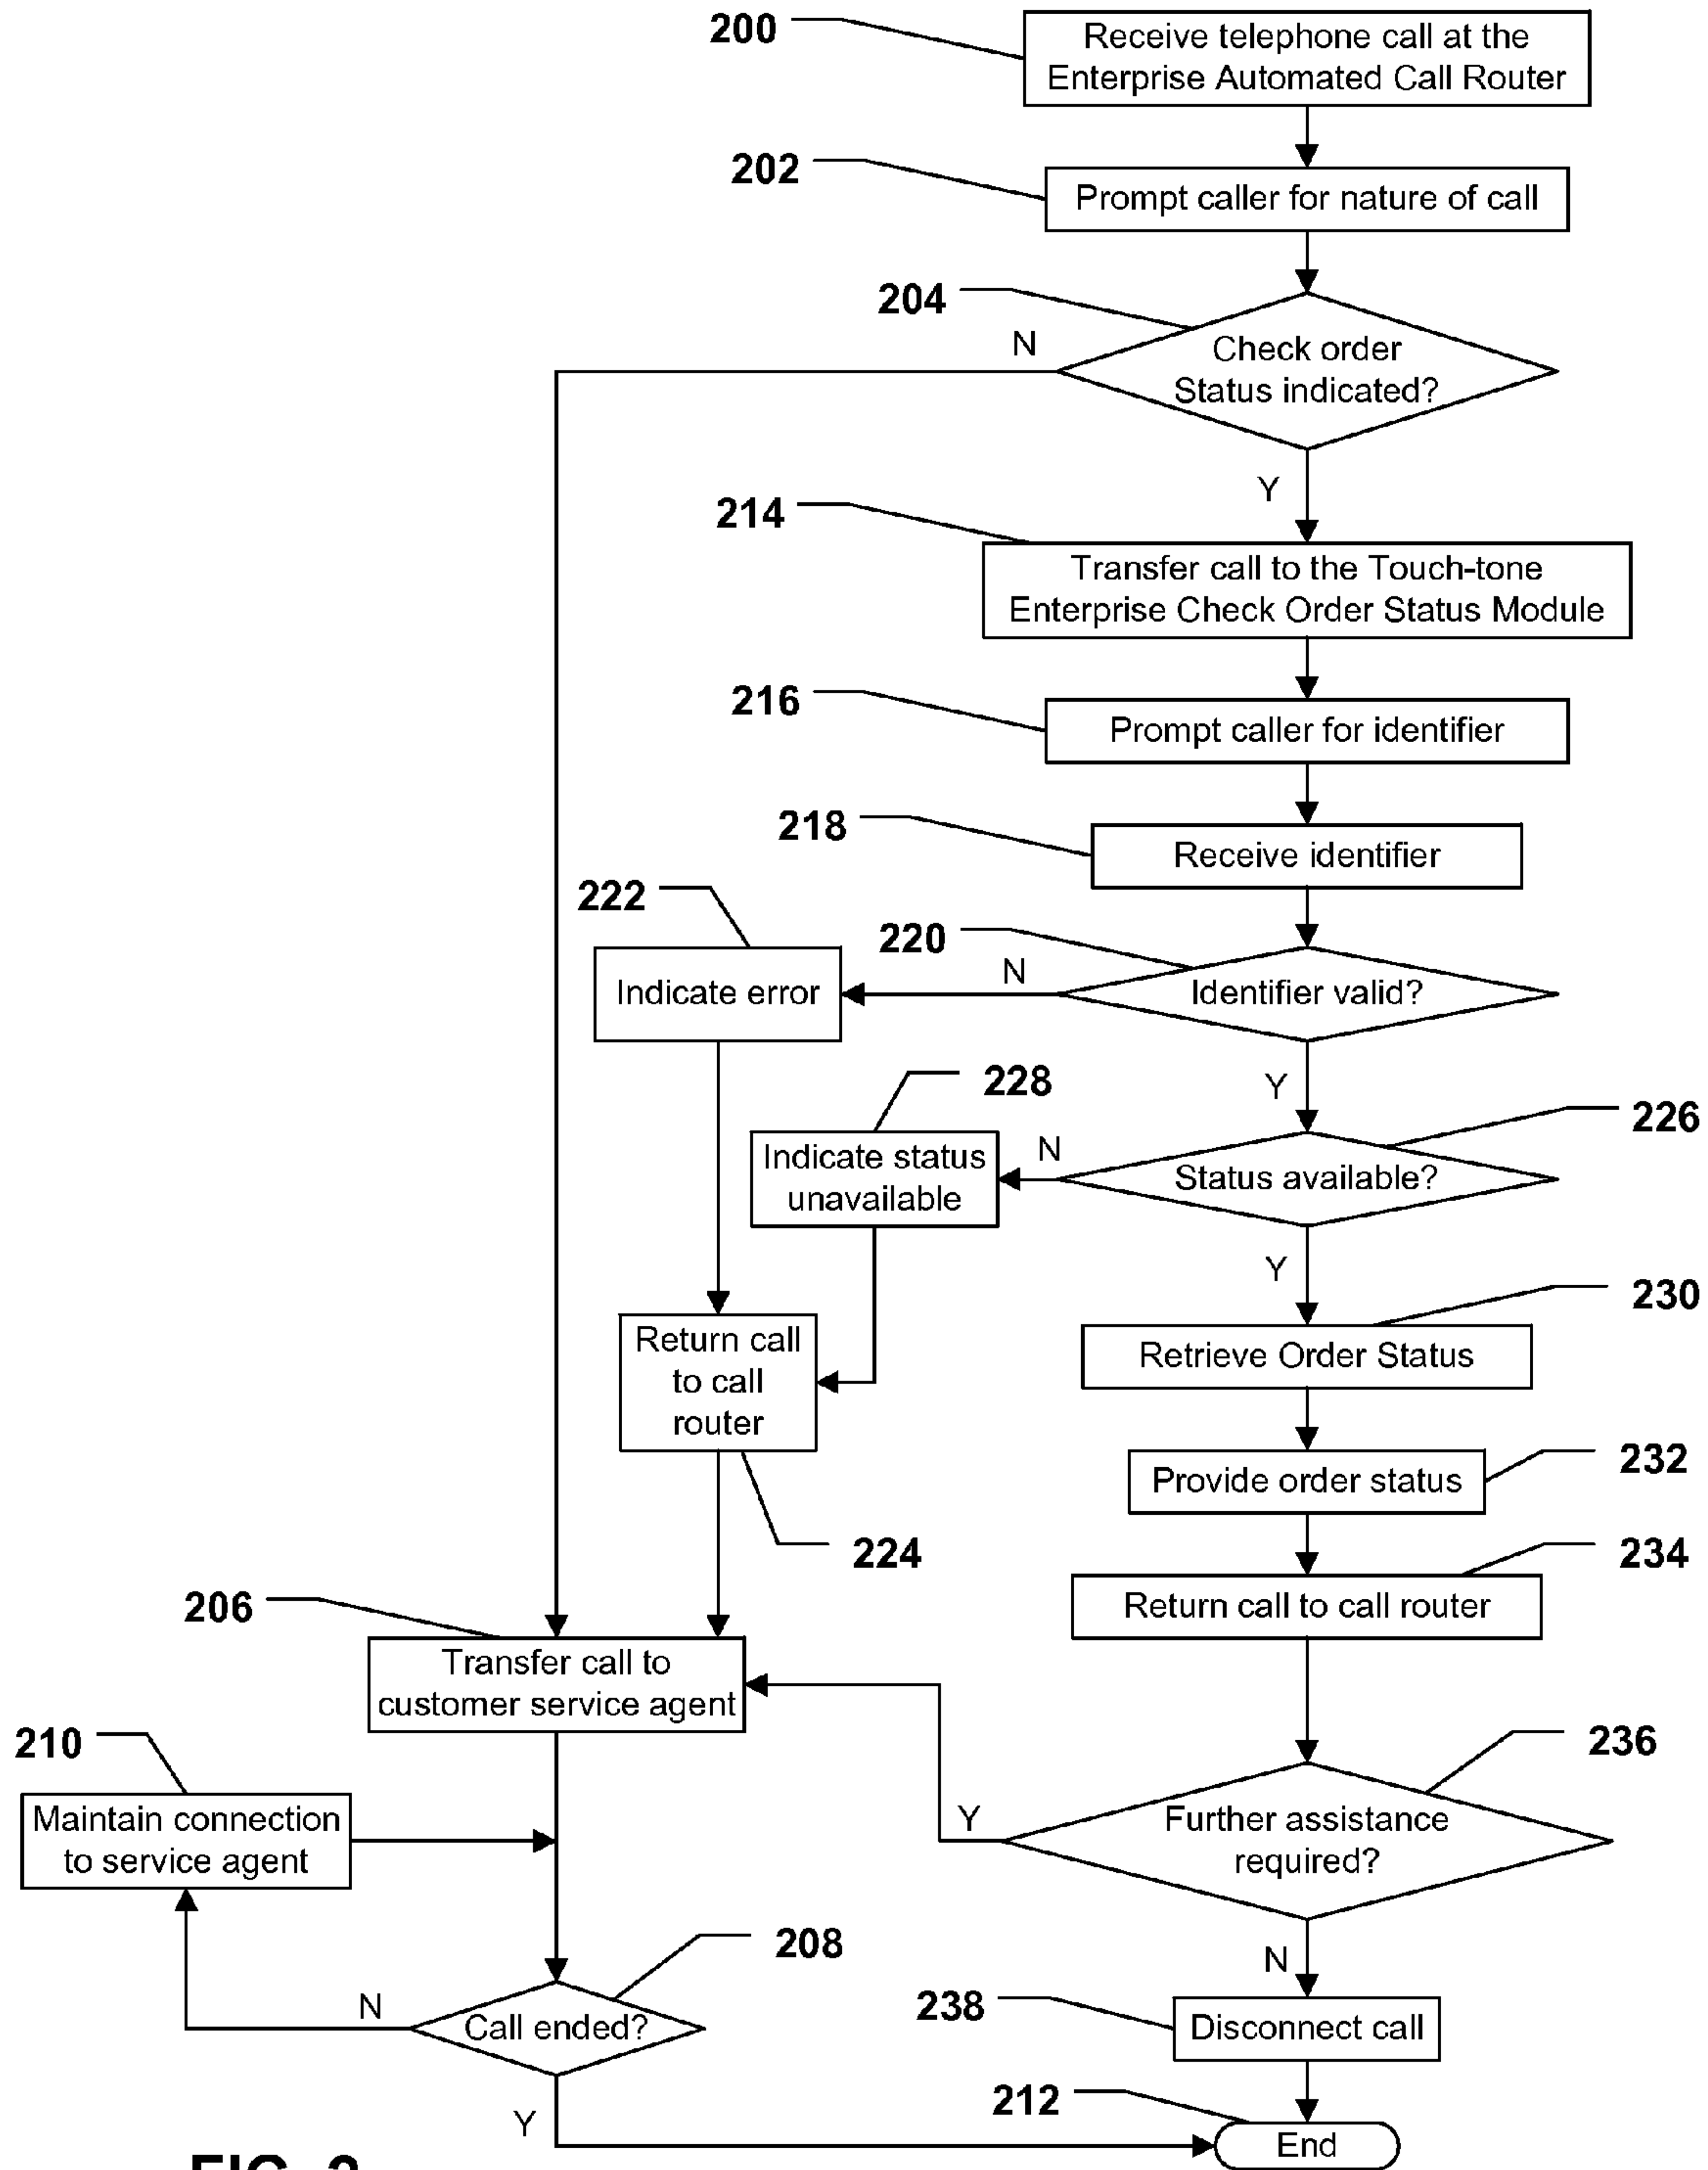 200
Receive telephone call at the
Enterprise Automated Call Router
202
Prompt caller for nature of call
204
N
Check order
Status indicated?
Y
214
Transfer call to the Touch-tone
Enterprise Check Order Status Module
216
Prompt caller for identifier
218
Receive identifier
222
220
Indicate error
N
Identifier valid?
228
Y
226
Indicate status
unavailable
N
Status available?
Y
230
Return call
to call
router
Retrieve Order Status
232
Provide order status
224
234
206
Return call to call router
Transfer call to
customer service agent
210
236
Maintain connection
to service agent
Y
Further assistance
required?
208
N
N
Call ended?
238
Disconnect call
212
Y
End